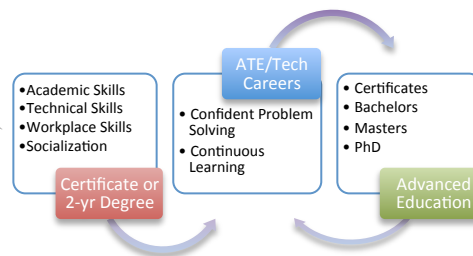 •Academic Skills
•Technical Skills
•Workplace Skills
•Socialization
Certificate or
2-yr Degree
ATE/Tech
Careers
• Confident Problem
Solving
• Continuous
Learning
• Certificates
• Bachelors
• Masters
• PhD
Advanced
Education